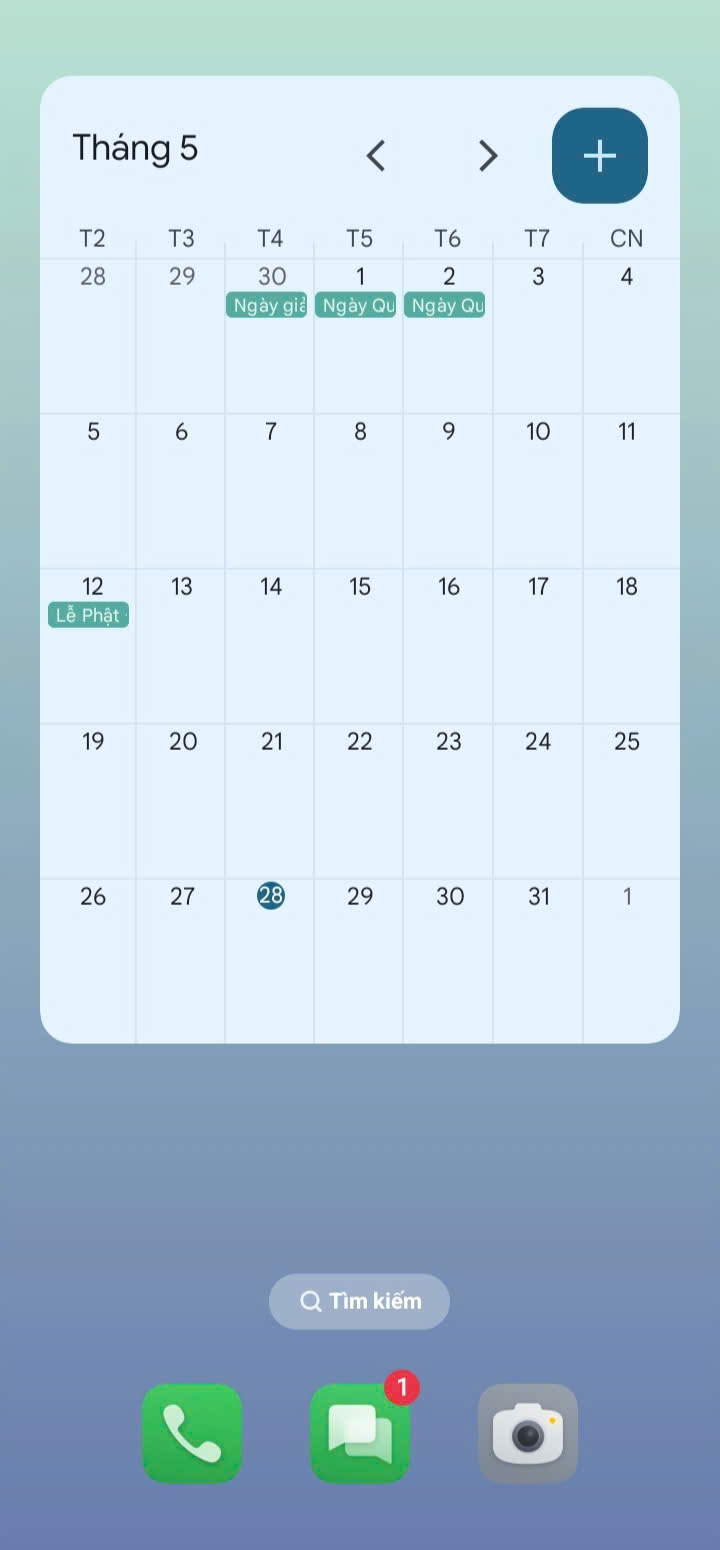 Tháng 5
T2 T3 T4 T5 T6 T7 CN
28 29 30 1 2 3 4
Ngày giả Ngày Qu Ngày Qu
5 6 7 8 9 10 11
12 13 14 15 16 17 18
Lễ Phật
19 20 21 22 23 24 25
26 27 28 29 30 31 1
Tìm kiếm
1